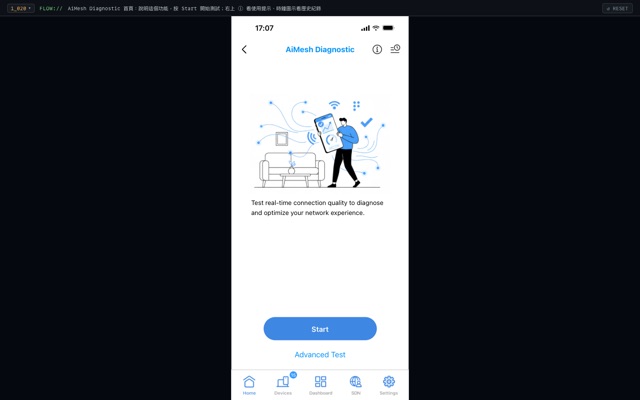 1_020
FLOW:// AiMesh Diagnostic 首頁：說明這個功能，按 Start 開始測試；右上 ⓘ 看使用提示、時鐘圖示看歷史紀錄
↺ RESET
17:07
AiMesh Diagnostic
Test real-time connection quality to diagnose
and optimize your network experience.
Start
Advanced Test
Home
Devices
Dashboard
SDN
Settings